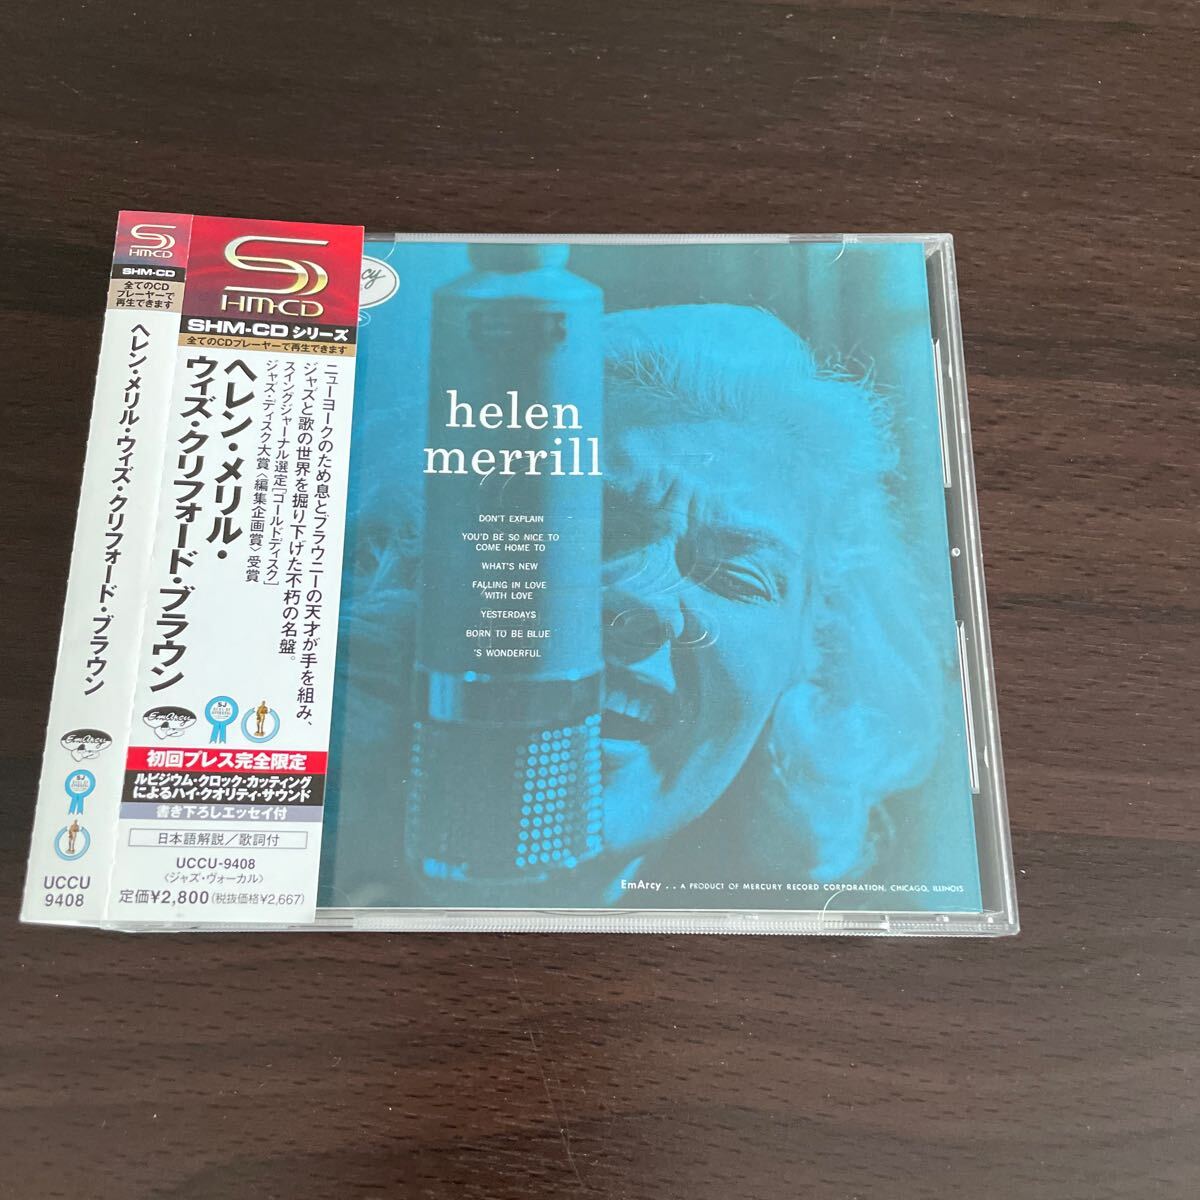 HM-CD
SHM-CD
全てのCD
プレーヤーで
再生できます
ヘレン・メリル・ウィズ・クリフォード・ブラウン
EmArcy
SJ
UCCU
9408
HM-CD
SHM-CDシリーズ
全てのCDプレーヤーで再生できます
ニューヨークのため息とブラウニーの天才が手を組み、
ジャズと歌の世界を掘り下げた不朽の名盤。
スイングジャーナル選定[ゴールドディスク]
ジャズ・ディスク大賞〈編集企画賞〉受賞
ヘレン・メリル・
ウィズ・クリフォード・ブラウン
EmArcy
SJ
初回プレス完全限定
ルビジウム・クロック・カッティング
によるハイ・クオリティ・サウンド
書き下ろしエッセイ付
日本語解説/歌詞付
UCCU-9408
〈ジャズ・ヴォーカル〉
定価¥2,800(税抜価格¥2,667)
cy
helen
merrill
DON'T EXPLAIN
YOU'D BE SO NICE TO
COME HOME TO
WHAT'S NEW
FALLING IN LOVE
WITH LOVE
YESTERDAYS
BORN TO BE BLUE
'S WONDERFUL
EmArcy . . A PRODUCT OF MERCURY RECORD CORPORATION, CHICAGO, ILLINOIS